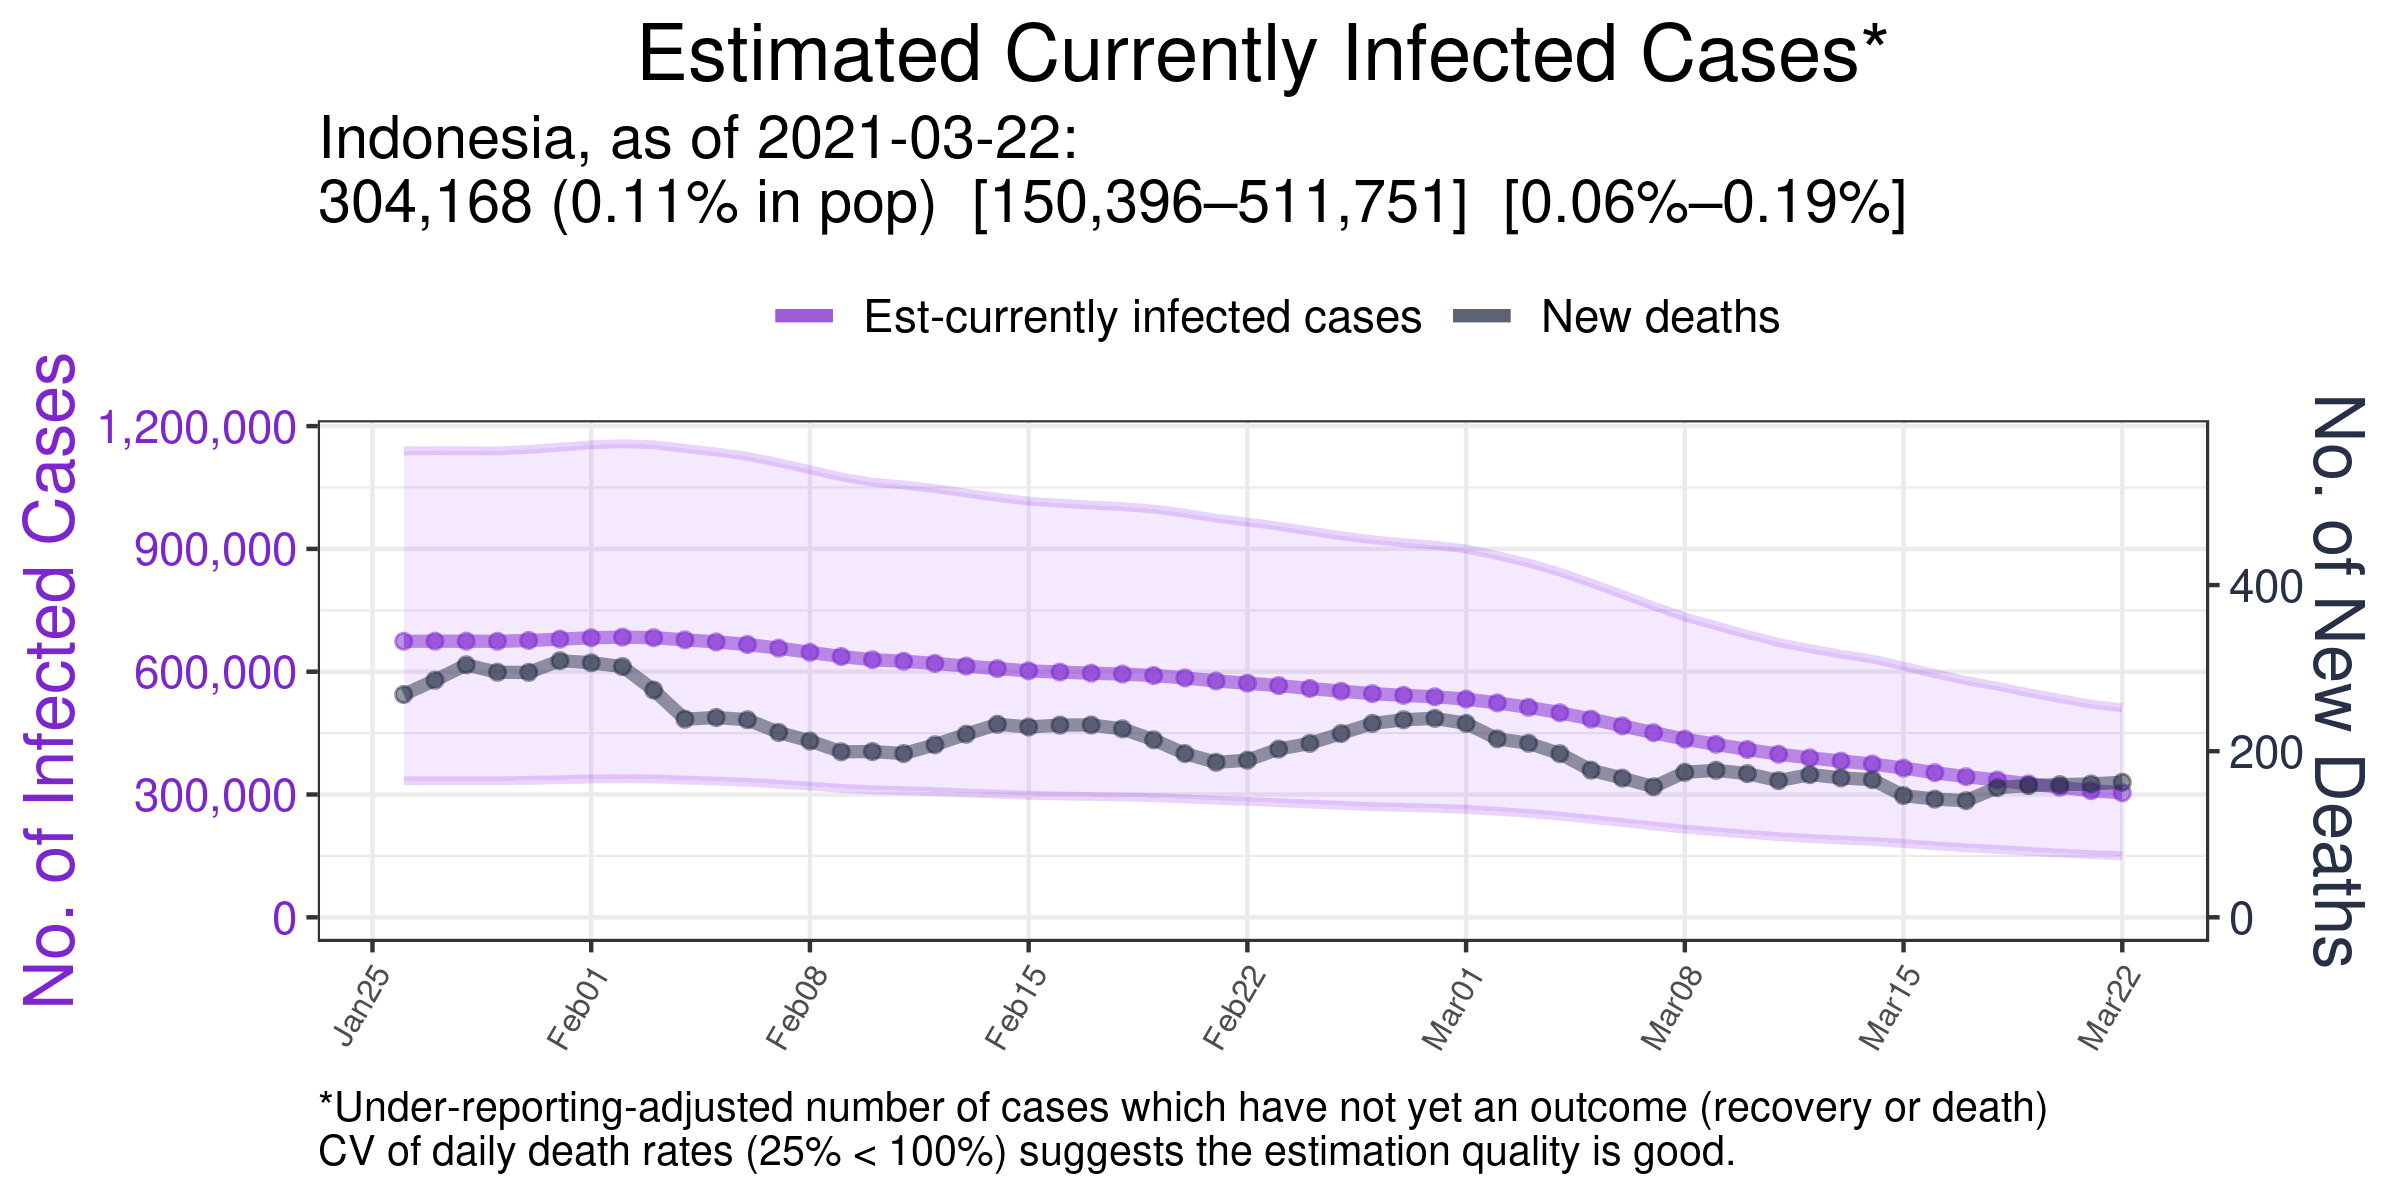 Estimated Currently Infected Cases*
Indonesia, as of 2021-03-22:
304,168 (0.11% in pop)  [150,396–511,751]  [0.06%–0.19%]
Est-currently infected cases
New deaths
No. of Infected Cases
1,200,000
900,000
600,000
300,000
0
No. of New Deaths
400
200
0
Jan25
Feb01
Feb08
Feb15
Feb22
Mar01
Mar08
Mar15
Mar22
*Under-reporting-adjusted number of cases which have not yet an outcome (recovery or death)
CV of daily death rates (25% < 100%) suggests the estimation quality is good.